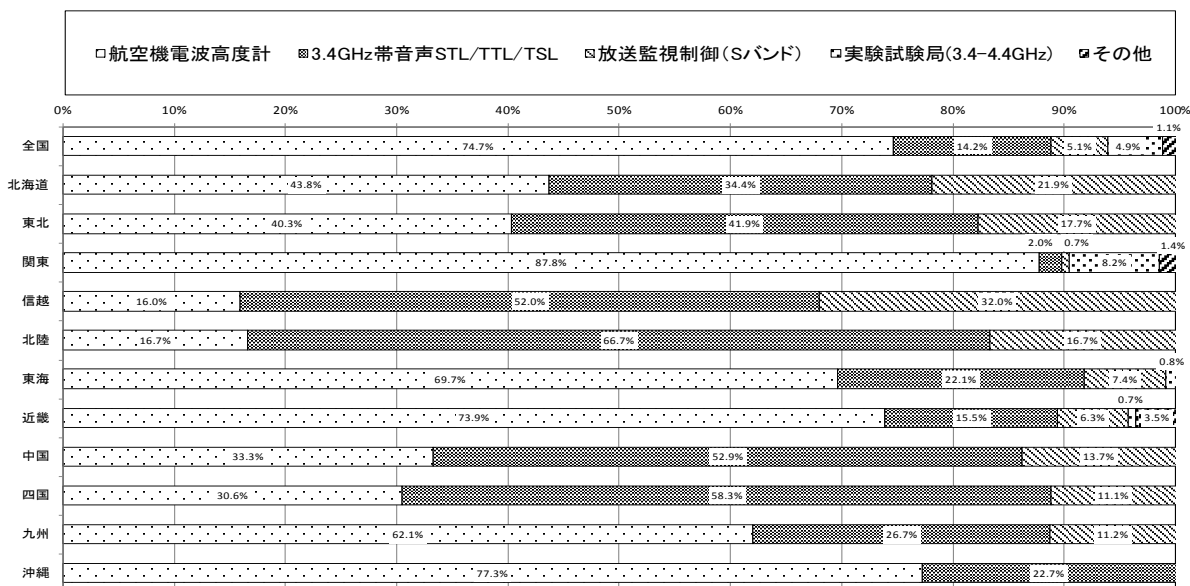 航空機電波高度計 3.4GHz帯音声STL/TTL/TSL 放送監視制御(Sバンド) 実験試験局(3.4-4.4GHz) その他
0% 10% 20% 30% 40% 50% 60% 70% 80% 90% 100%
1.1%
全国 74.7% 14.2% 5.1% 4.9%
北海道 43.8% 34.4% 21.9%
東北 40.3% 41.9% 17.7%
2.0% 0.7% 1.4%
関東 87.8% 8.2%
信越 16.0% 52.0% 32.0%
北陸 16.7% 66.7% 16.7%
0.8%
東海 69.7% 22.1% 7.4%
0.7%
近畿 73.9% 15.5% 6.3% 3.5%
中国 33.3% 52.9% 13.7%
四国 30.6% 58.3% 11.1%
九州 62.1% 26.7% 11.2%
沖縄 77.3% 22.7%